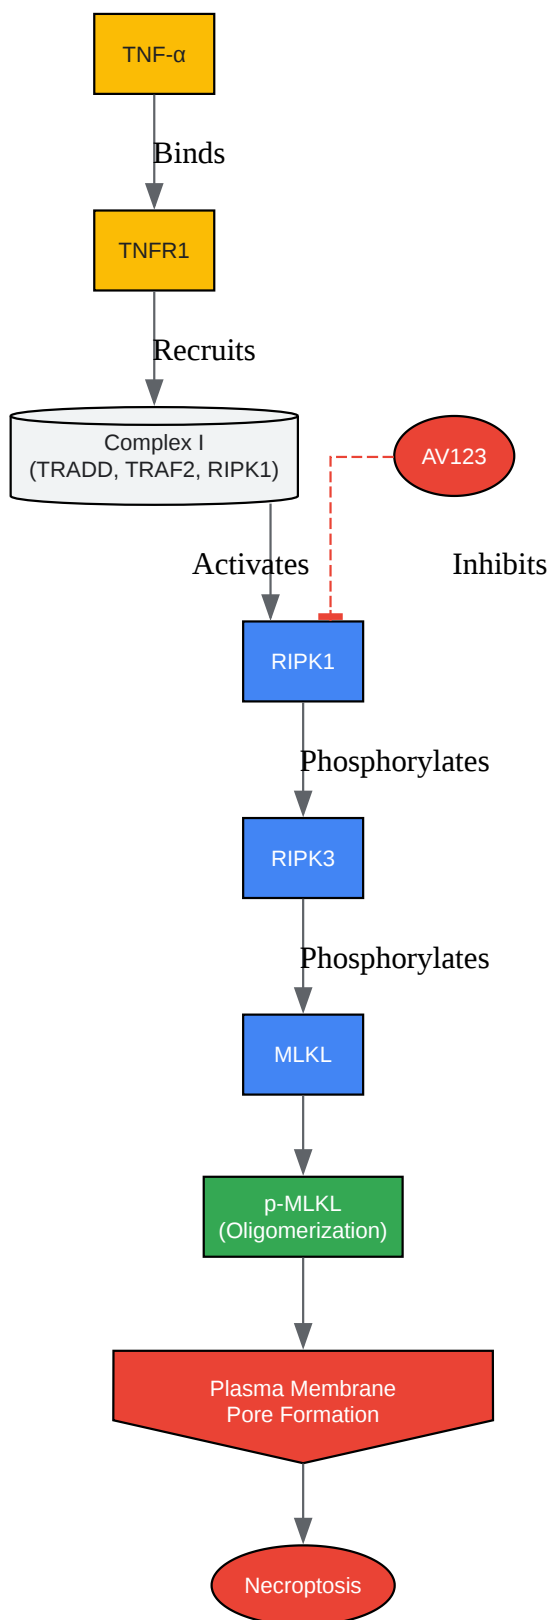 TNF-α
Binds
TNFR1
Recruits
Complex I
(TRADD, TRAF2, RIPK1)
AV123
Activates
Inhibits
RIPK1
Phosphorylates
RIPK3
Phosphorylates
MLKL
p-MLKL
(Oligomerization)
Plasma Membrane
Pore Formation
Necroptosis